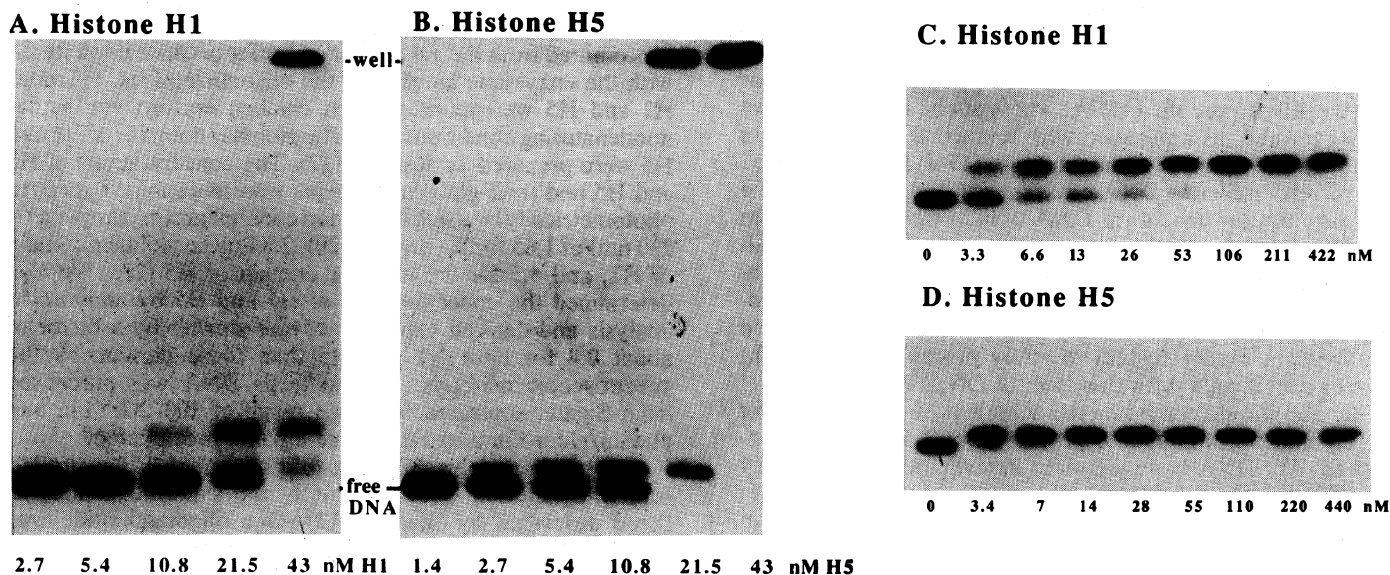 A. Histone H1
B. Histone H5
-well-
free
DNA
2.7 5.4 10.8 21.5 43 nM H1
1.4 2.7 5.4 10.8 21.5 43 nM H5
C. Histone H1
0 3.3 6.6 13 26 53 106 211 422 nM
D. Histone H5
0 3.4 7 14 28 55 110 220 440 nM